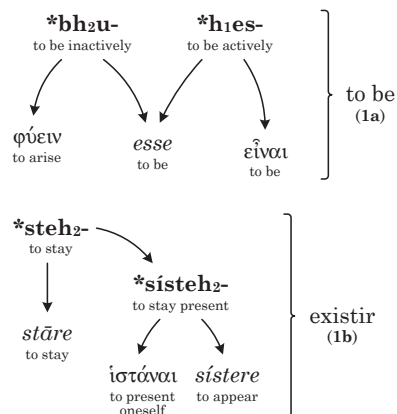 *bh₂u-
to be inactively
*h₁es-
to be actively
φύειν
to arise
esse
to be
εἶναι
to be
to be
(1a)
*steh₂-
to stay
*sísteh₂-
to stay present
stāre
to stay
ἱστάναι
to present
oneself
sístere
to appear
existir
(1b)